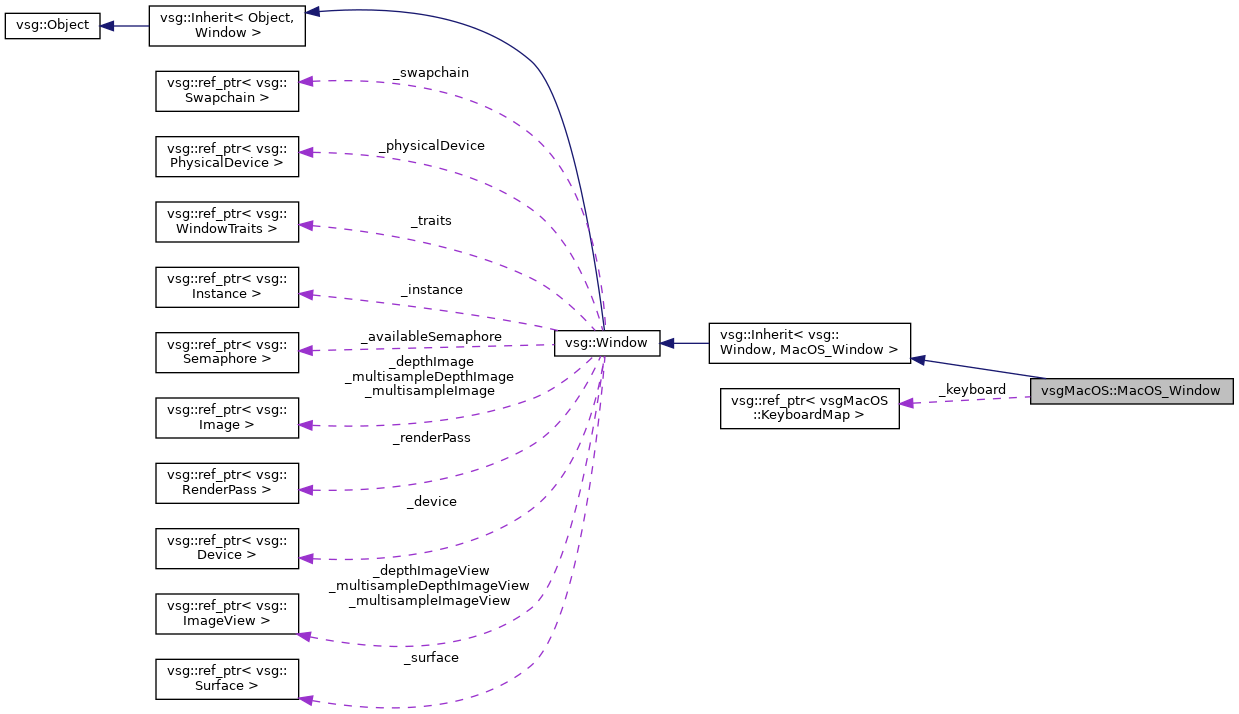 vsg::Object
vsg::Inherit< Object,
Window >
_swapchain
vsg::ref_ptr< vsg::
Swapchain >
_physicalDevice
vsg::ref_ptr< vsg::
PhysicalDevice >
_traits
vsg::ref_ptr< vsg::
WindowTraits >
_instance
vsg::ref_ptr< vsg::
Instance >
_availableSemaphore
vsg::ref_ptr< vsg::
Semaphore >
_depthImage
_multisampleDepthImage
_multisampleImage
vsg::ref_ptr< vsg::
Image >
_renderPass
vsg::ref_ptr< vsg::
RenderPass >
_device
vsg::ref_ptr< vsg::
Device >
_depthImageView
_multisampleDepthImageView
_multisampleImageView
vsg::ref_ptr< vsg::
ImageView >
_surface
vsg::ref_ptr< vsg::
Surface >
vsg::Window
vsg::Inherit< vsg::
Window, MacOS_Window >
vsg::ref_ptr< vsgMacOS
::KeyboardMap >
_keyboard
vsgMacOS::MacOS_Window